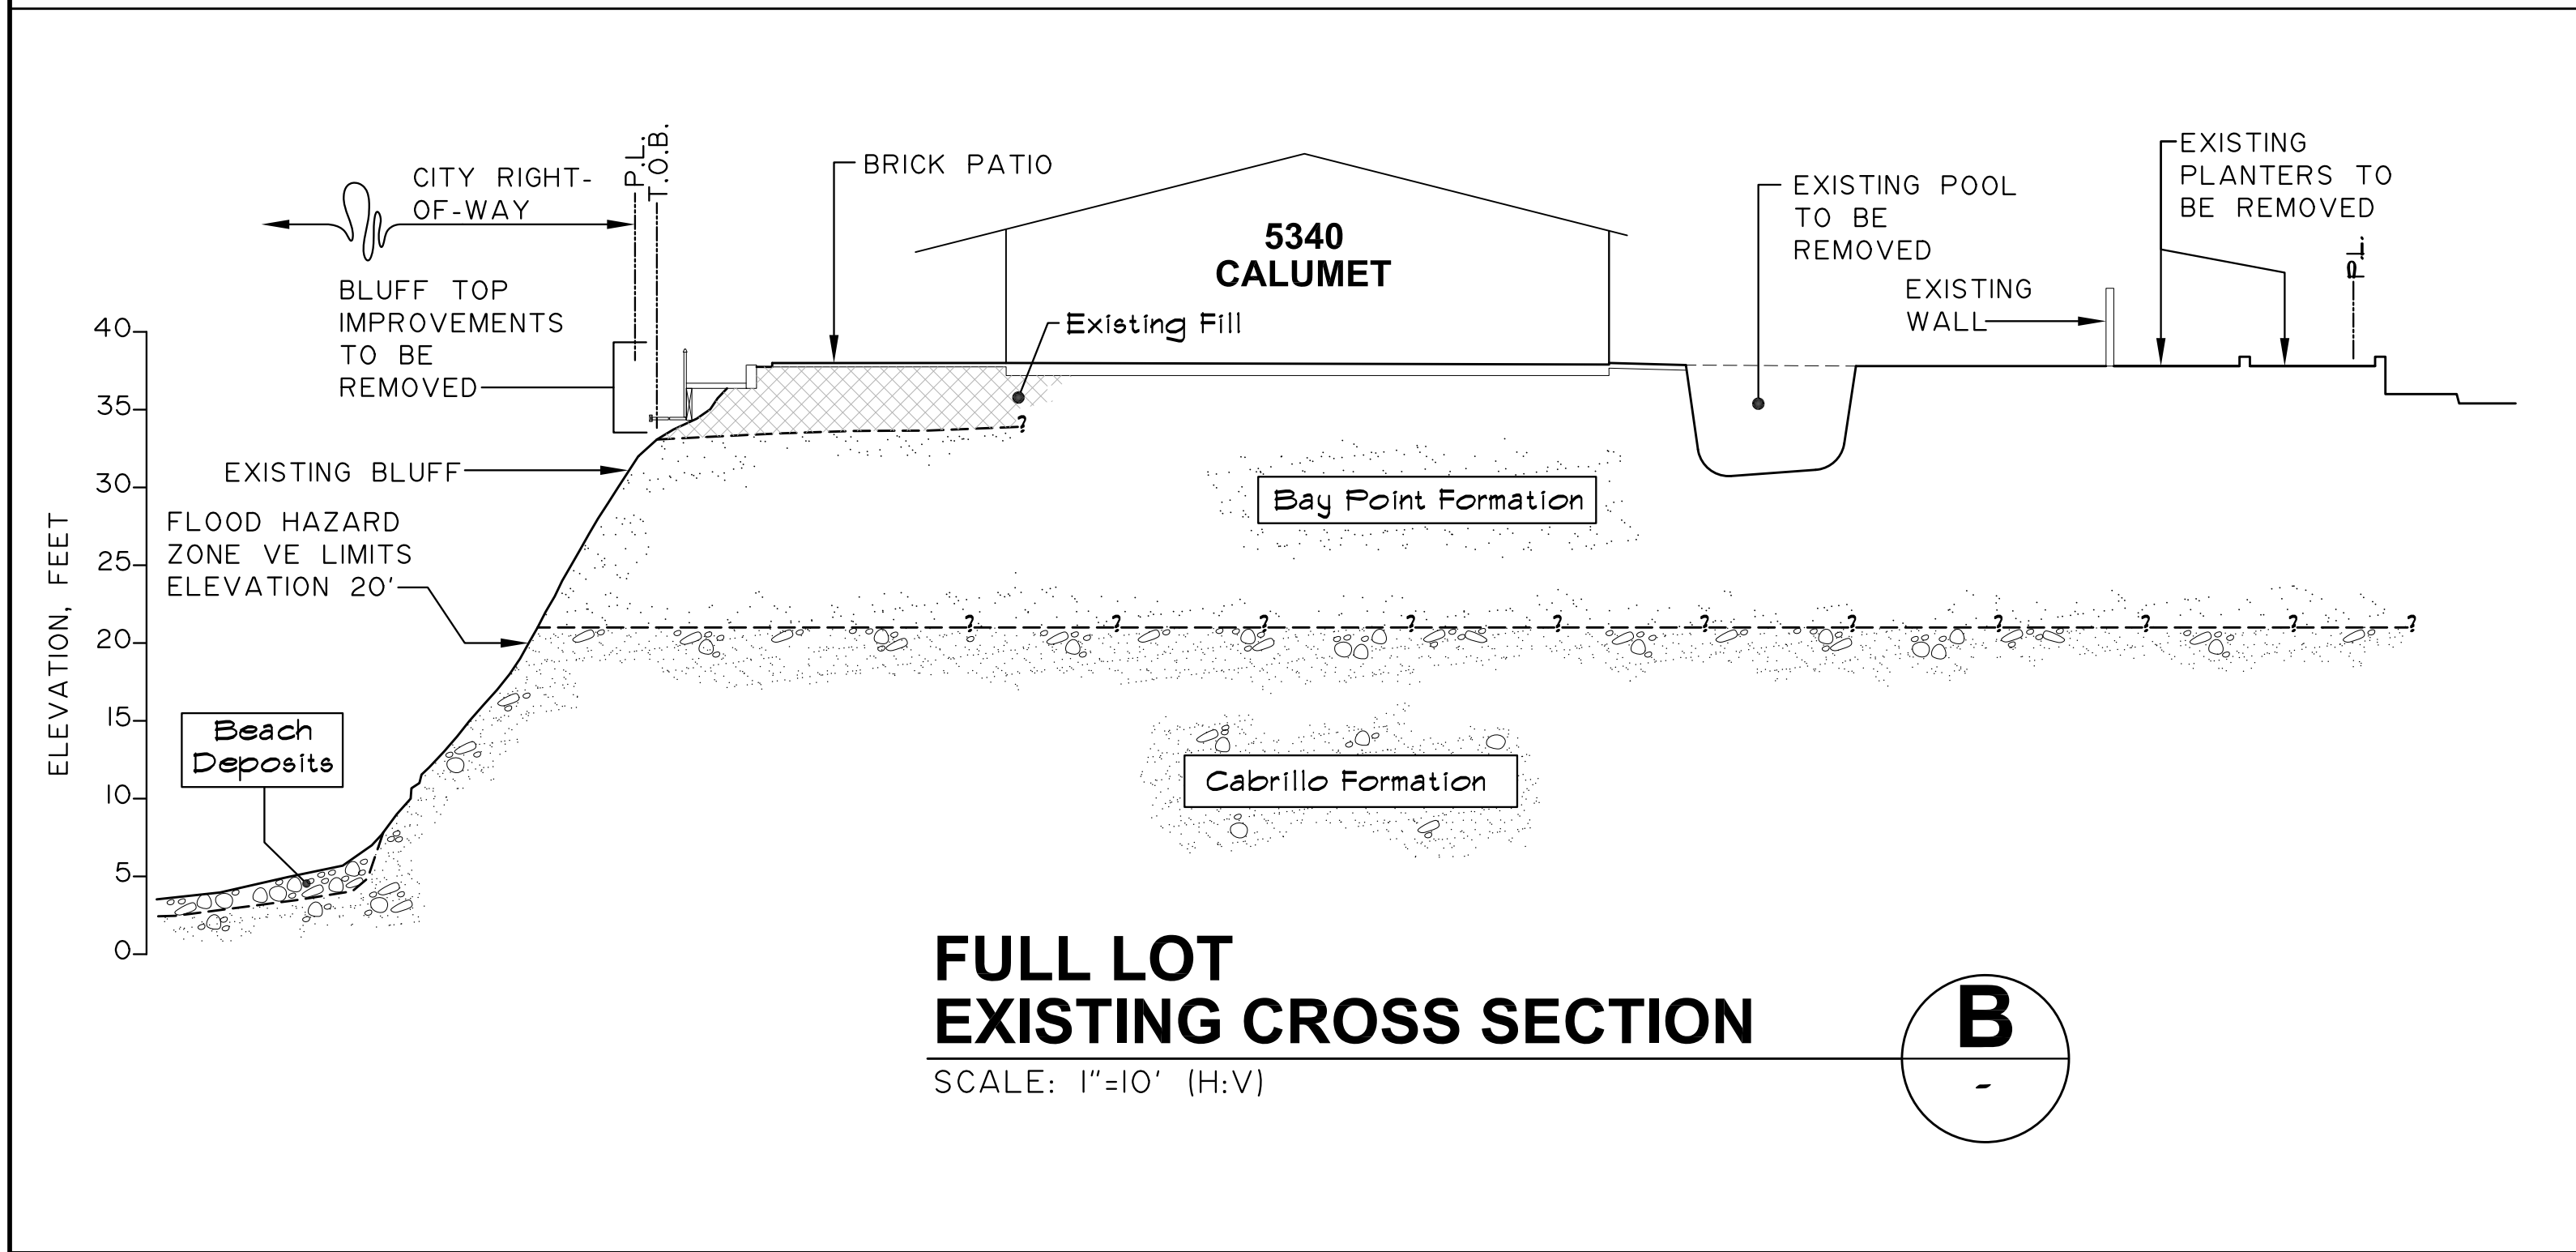 CITY RIGHT-
OF-WAY
P.L.
T.O.B.
BRICK PATIO
5340
CALUMET
EXISTING POOL
TO BE
REMOVED
EXISTING
PLANTERS TO
BE REMOVED
P.L.
EXISTING
WALL
BLUFF TOP
IMPROVEMENTS
TO BE
REMOVED
Existing Fill
?
EXISTING BLUFF
FLOOD HAZARD
ZONE VE LIMITS
ELEVATION 20'
Bay Point Formation
? ? ? ? ? ? ? ? ? ? ?
Beach
Deposits
Cabrillo Formation
ELEVATION, FEET
40
35
30
25
20
15
10
5
0
FULL LOT
EXISTING CROSS SECTION
SCALE: 1"=10' (H:V)
B
-